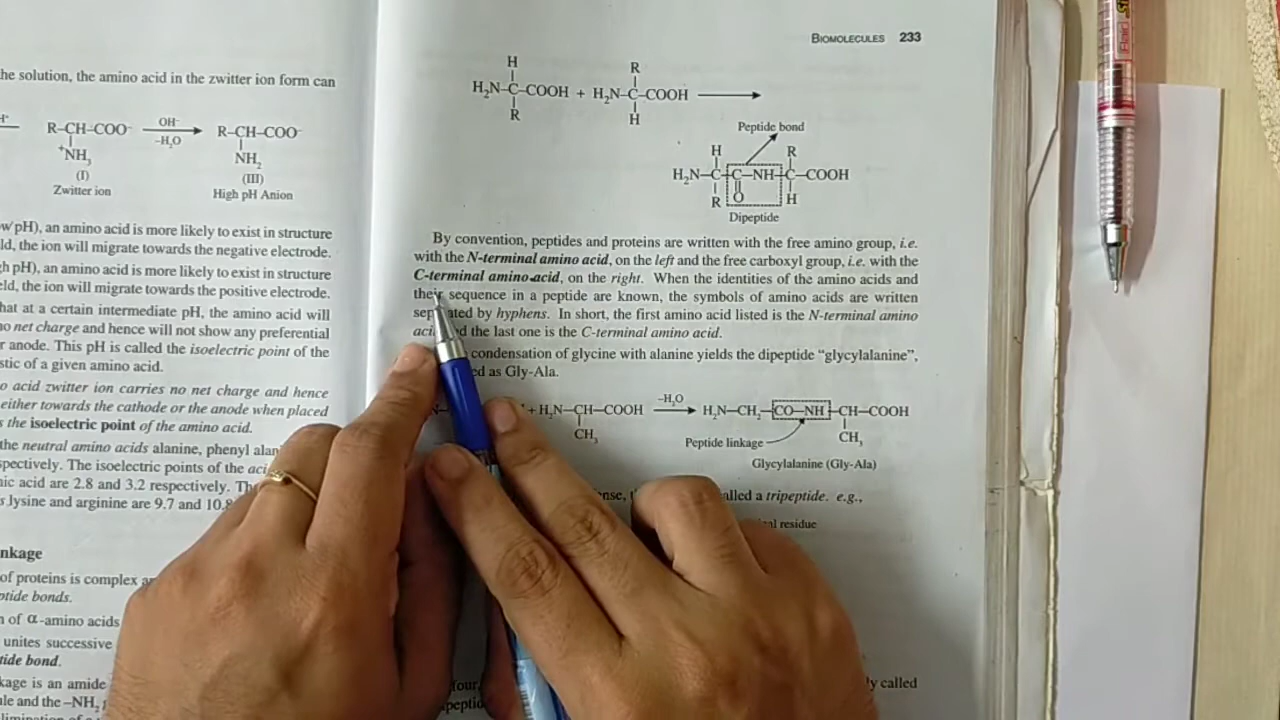 he solution, the amino acid in the zwitter ion form can
R–CH–COO⁻ OH⁻ –H₂O R–CH–COO⁻
⁺NH₃ NH₂
(I) (III)
Zwitter ion High pH Anion
pH), an amino acid is more likely to exist in structure
ld, the ion will migrate towards the negative electrode.
gh pH), an amino acid is more likely to exist in structure
eld, the ion will migrate towards the positive electrode.
hat at a certain intermediate pH, the amino acid will
no net charge and hence will not show any preferential
r anode. This pH is called the isoelectric point of the
stic of a given amino acid.
o acid zwitter ion carries no net charge and hence
either towards the cathode or the anode when placed
s the isoelectric point of the amino acid.
the neutral amino acids alanine, phenyl alan
spectively. The isoelectric points of the aci
nic acid are 2.8 and 3.2 respectively. Th
s lysine and arginine are 9.7 and 10.8
nkage
of proteins is complex a
ptide bonds.
n of α-amino acids
unites successive
tide bond.
kage is an amide
ule and the –NH₂
BIOMOLECULES 233
H R
H₂N–C–COOH + H₂N–C–COOH
R H
Peptide bond
H R
H₂N–C–C–NH–C–COOH
R O H
Dipeptide
By convention, peptides and proteins are written with the free amino group, i.e.
with the N-terminal amino acid, on the left and the free carboxyl group, i.e. with the
C-terminal amino acid, on the right. When the identities of the amino acids and
their sequence in a peptide are known, the symbols of amino acids are written
sep ted by hyphens. In short, the first amino acid listed is the N-terminal amino
aci d the last one is the C-terminal amino acid.
condensation of glycine with alanine yields the dipeptide “glycylalanine”,
ed as Gly-Ala.
+ H₂N–CH–COOH –H₂O H₂N–CH₂–CO–NH–CH–COOH
CH₃ Peptide linkage CH₃
Glycylalanine (Gly-Ala)
nse, alled a tripeptide. e.g.,
residue
four, ly called
peptid